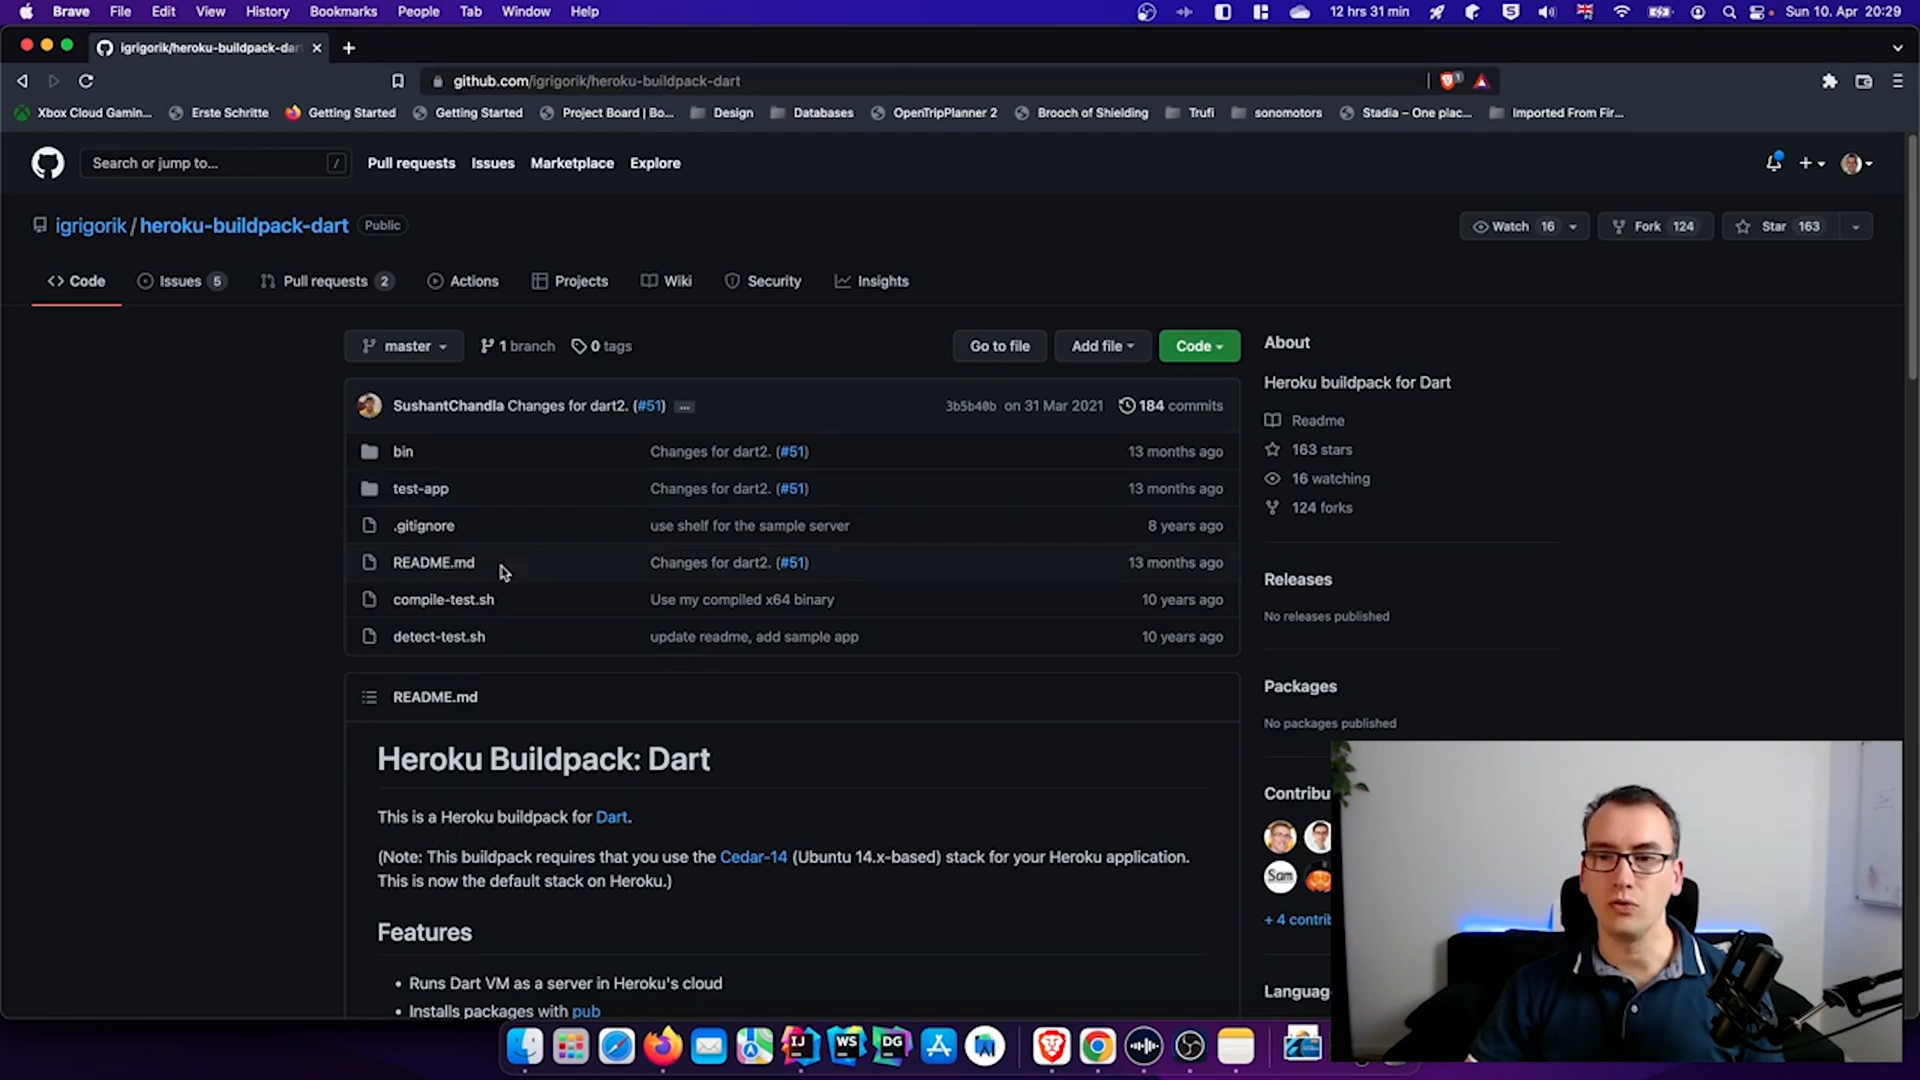 Brave File Edit View History Bookmarks People Tab Window Help 12 hrs 31 min Sun 10. Apr 20:29
igrigorik/heroku-buildpack-dar
github.com/igrigorik/heroku-buildpack-dart 1
Xbox Cloud Gamin... Erste Schritte Getting Started Getting Started Project Board | Bo... Design Databases OpenTripPlanner 2 Brooch of Shielding Trufi sonomotors Stadia – One plac... Imported From Fir...
Search or jump to... / Pull requests Issues Marketplace Explore
igrigorik / heroku-buildpack-dart Public Watch 16 Fork 124 Star 163
<> Code Issues 5 Pull requests 2 Actions Projects Wiki Security Insights
master 1 branch 0 tags Go to file Add file Code
SushantChandla Changes for dart2. (#51) ... 3b5b40b on 31 Mar 2021 184 commits
bin Changes for dart2. (#51) 13 months ago
test-app Changes for dart2. (#51) 13 months ago
.gitignore use shelf for the sample server 8 years ago
README.md Changes for dart2. (#51) 13 months ago
compile-test.sh Use my compiled x64 binary 10 years ago
detect-test.sh update readme, add sample app 10 years ago
README.md
Heroku Buildpack: Dart
This is a Heroku buildpack for Dart.
(Note: This buildpack requires that you use the Cedar-14 (Ubuntu 14.x-based) stack for your Heroku application.
This is now the default stack on Heroku.)
Features
• Runs Dart VM as a server in Heroku's cloud
• Installs packages with pub
About
Heroku buildpack for Dart
Readme
163 stars
16 watching
124 forks
Releases
No releases published
Packages
No packages published
Contribu
Sam
+ 4 contrib
Languag
IJ WS DG